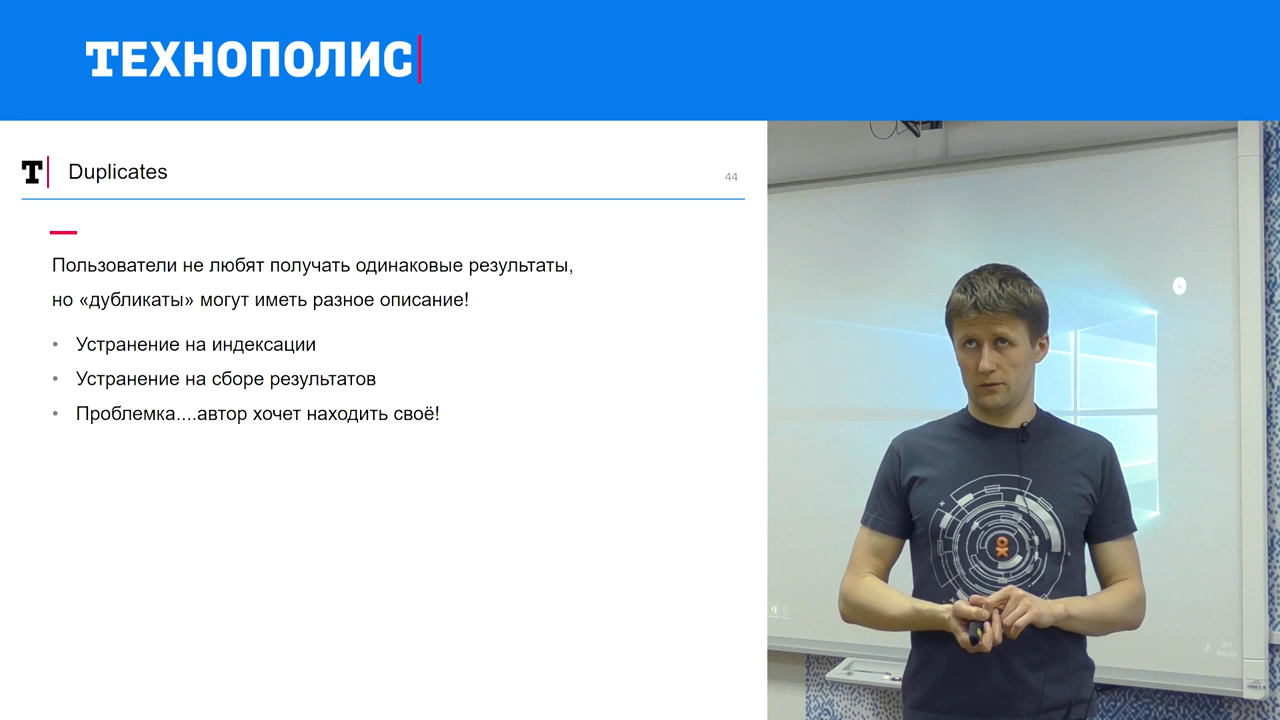 ТЕХНОПОЛИС
Т
Duplicates
44
Пользователи не любят получать одинаковые результаты,
но «дубликаты» могут иметь разное описание!
• Устранение на индексации
• Устранение на сборе результатов
• Проблемка....автор хочет находить своё!